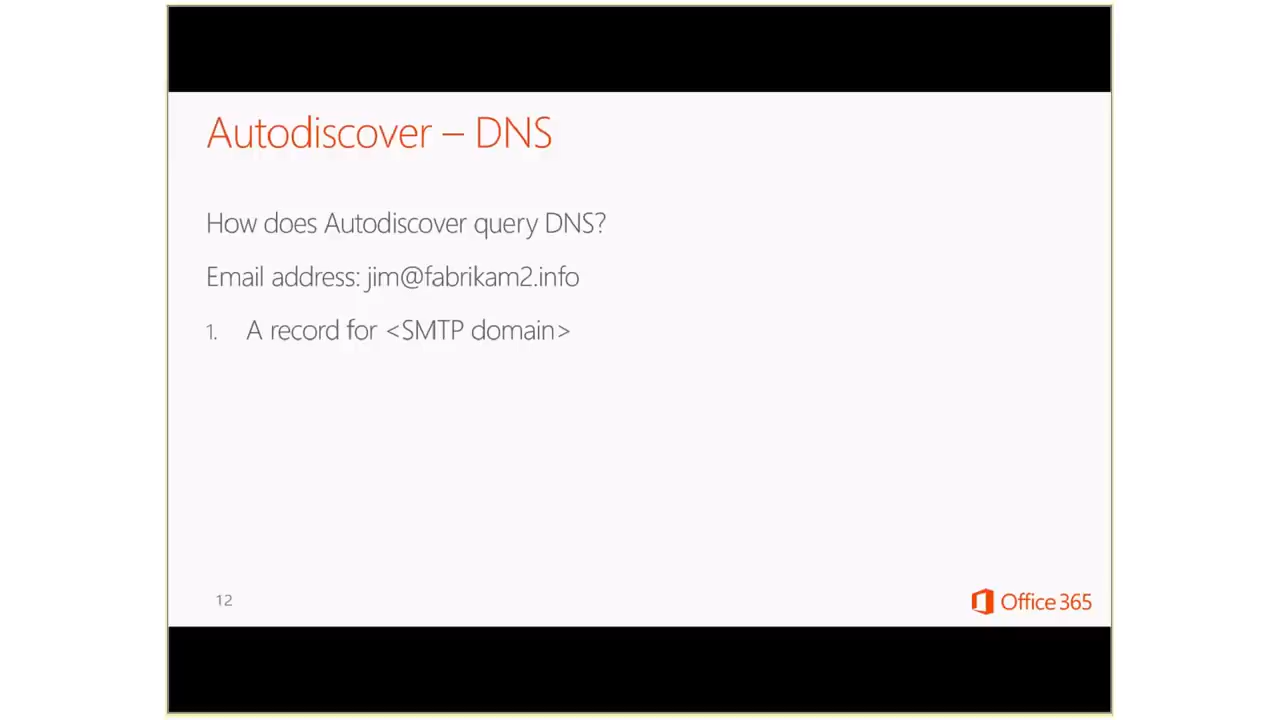 Autodiscover – DNS
How does Autodiscover query DNS?
Email address: jim@fabrikam2.info
1. A record for <SMTP domain>
12
Office 365